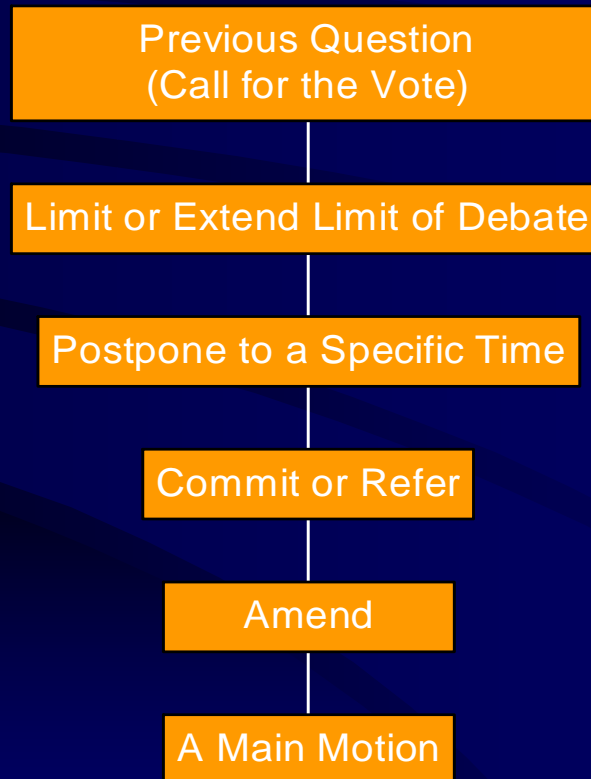 Previous Question
(Call for the Vote)
Limit or Extend Limit of Debate
Postpone to a Specific Time
Commit or Refer
Amend
A Main Motion